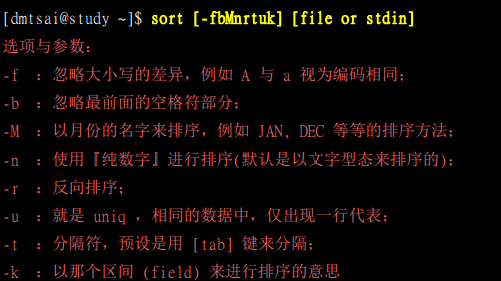 [dmtsai@study ~]$ sort [-fbMnrtuk] [file or stdin]
选项与参数：
-f ：忽略大小写的差异，例如 A 与 a 视为编码相同；
-b ：忽略最前面的空格符部分；
-M ：以月份的名字来排序，例如 JAN, DEC 等等的排序方法；
-n ：使用『纯数字』进行排序(默认是以文字型态来排序的)；
-r ：反向排序；
-u ：就是 uniq ，相同的数据中，仅出现一行代表；
-t ：分隔符，预设是用 [tab] 键来分隔；
-k ：以那个区间 (field) 来进行排序的意思